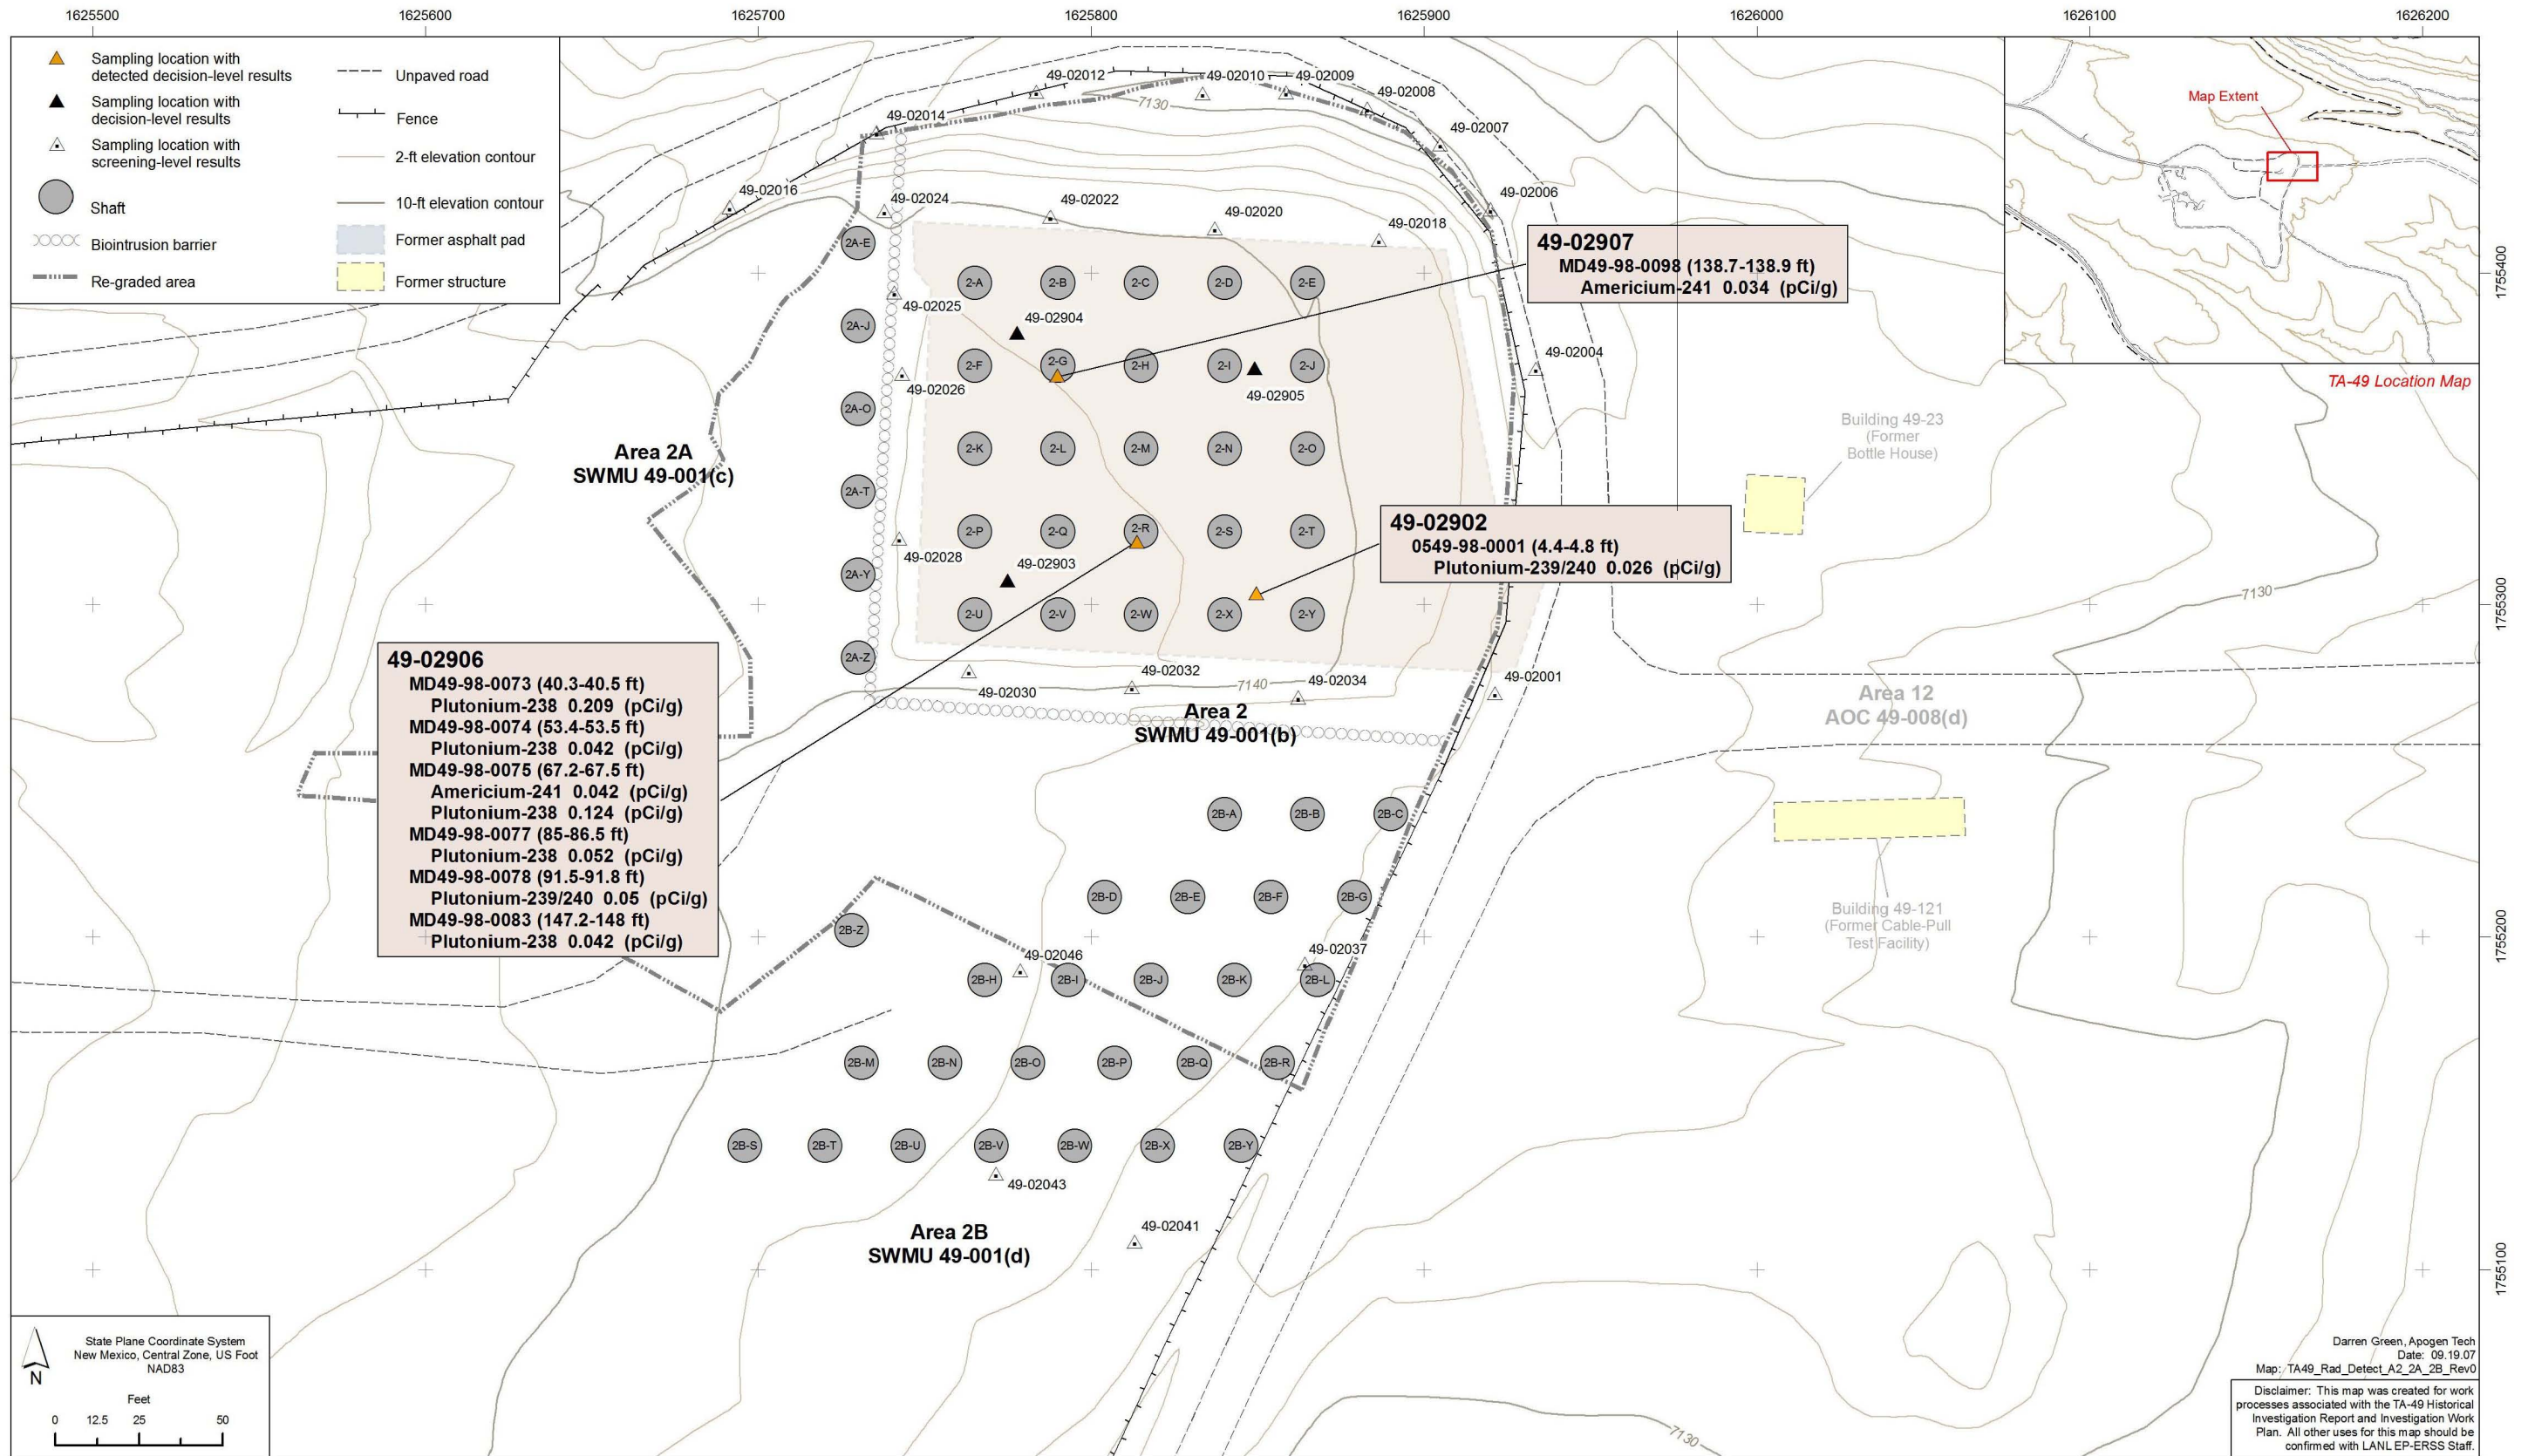 1625500
1625600
1625700
1625800
1625900
1626000
1626100
1626200
Sampling location with
detected decision-level results
Sampling location with
decision-level results
Sampling location with
screening-level results
Shaft
Biointrusion barrier
Re-graded area
Unpaved road
Fence
2-ft elevation contour
10-ft elevation contour
Former asphalt pad
Former structure
49-02012
49-02010
49-02009
49-02008
7130
49-02014
49-02007
49-02016
49-02006
49-02024
49-02022
49-02020
49-02018
Map Extent
TA-49 Location Map
1755400
1755300
1755200
1755100
49-02907
MD49-98-0098 (138.7-138.9 ft)
Americium-241 0.034 (pCi/g)
2A-E
2-A
2-B
2-C
2-D
2-E
49-02025
49-02904
2A-J
49-02004
2-F
2-G
2-H
2-I
2-J
49-02026
49-02905
2A-O
Area 2A
SWMU 49-001(c)
2-K
2-L
2-M
2-N
2-O
Building 49-23
(Former
Bottle House)
2A-T
49-02902
0549-98-0001 (4.4-4.8 ft)
Plutonium-239/240 0.026 (pCi/g)
2-P
2-Q
2-R
2-S
2-T
49-02028
49-02903
2A-Y
7130
2-U
2-V
2-W
2-X
2-Y
2A-Z
49-02030
49-02032
7140
49-02034
49-02001
Area 2
SWMU 49-001(b)
Area 12
AOC 49-008(d)
49-02906
MD49-98-0073 (40.3-40.5 ft)
Plutonium-238 0.209 (pCi/g)
MD49-98-0074 (53.4-53.5 ft)
Plutonium-238 0.042 (pCi/g)
MD49-98-0075 (67.2-67.5 ft)
Americium-241 0.042 (pCi/g)
Plutonium-238 0.124 (pCi/g)
MD49-98-0077 (85-86.5 ft)
Plutonium-238 0.052 (pCi/g)
MD49-98-0078 (91.5-91.8 ft)
Plutonium-239/240 0.05 (pCi/g)
MD49-98-0083 (147.2-148 ft)
Plutonium-238 0.042 (pCi/g)
2B-A
2B-B
2B-C
2B-D
2B-E
2B-F
2B-G
Building 49-121
(Former Cable-Pull
Test Facility)
2B-Z
49-02046
49-02037
2B-H
2B-I
2B-J
2B-K
2B-L
2B-M
2B-N
2B-O
2B-P
2B-Q
2B-R
2B-S
2B-T
2B-U
2B-V
2B-W
2B-X
2B-Y
49-02043
49-02041
Area 2B
SWMU 49-001(d)
7130
N
State Plane Coordinate System
New Mexico, Central Zone, US Foot
NAD83
Feet
0 12.5 25 50
Darren Green, Apogen Tech
Date: 09.19.07
Map: TA49_Rad_Detect_A2_2A_2B_Rev0
Disclaimer: This map was created for work
processes associated with the TA-49 Historical
Investigation Report and Investigation Work
Plan. All other uses for this map should be
confirmed with LANL EP-ERSS Staff.